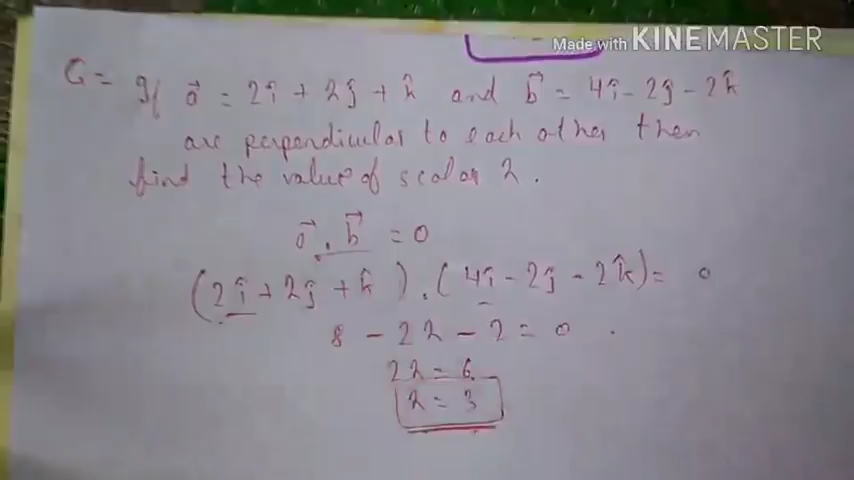 Made with KINEMASTER
Q= If a⃗ = 2î + λĵ + k̂ and b⃗ = 4î - 2ĵ - 2k̂
are perpendicular to each other then
find the value of scalar λ.
a⃗ . b⃗ = 0
(2î + λĵ + k̂) . (4î - 2ĵ - 2k̂) = 0
8 - 2λ - 2 = 0
2λ = 6
λ = 3